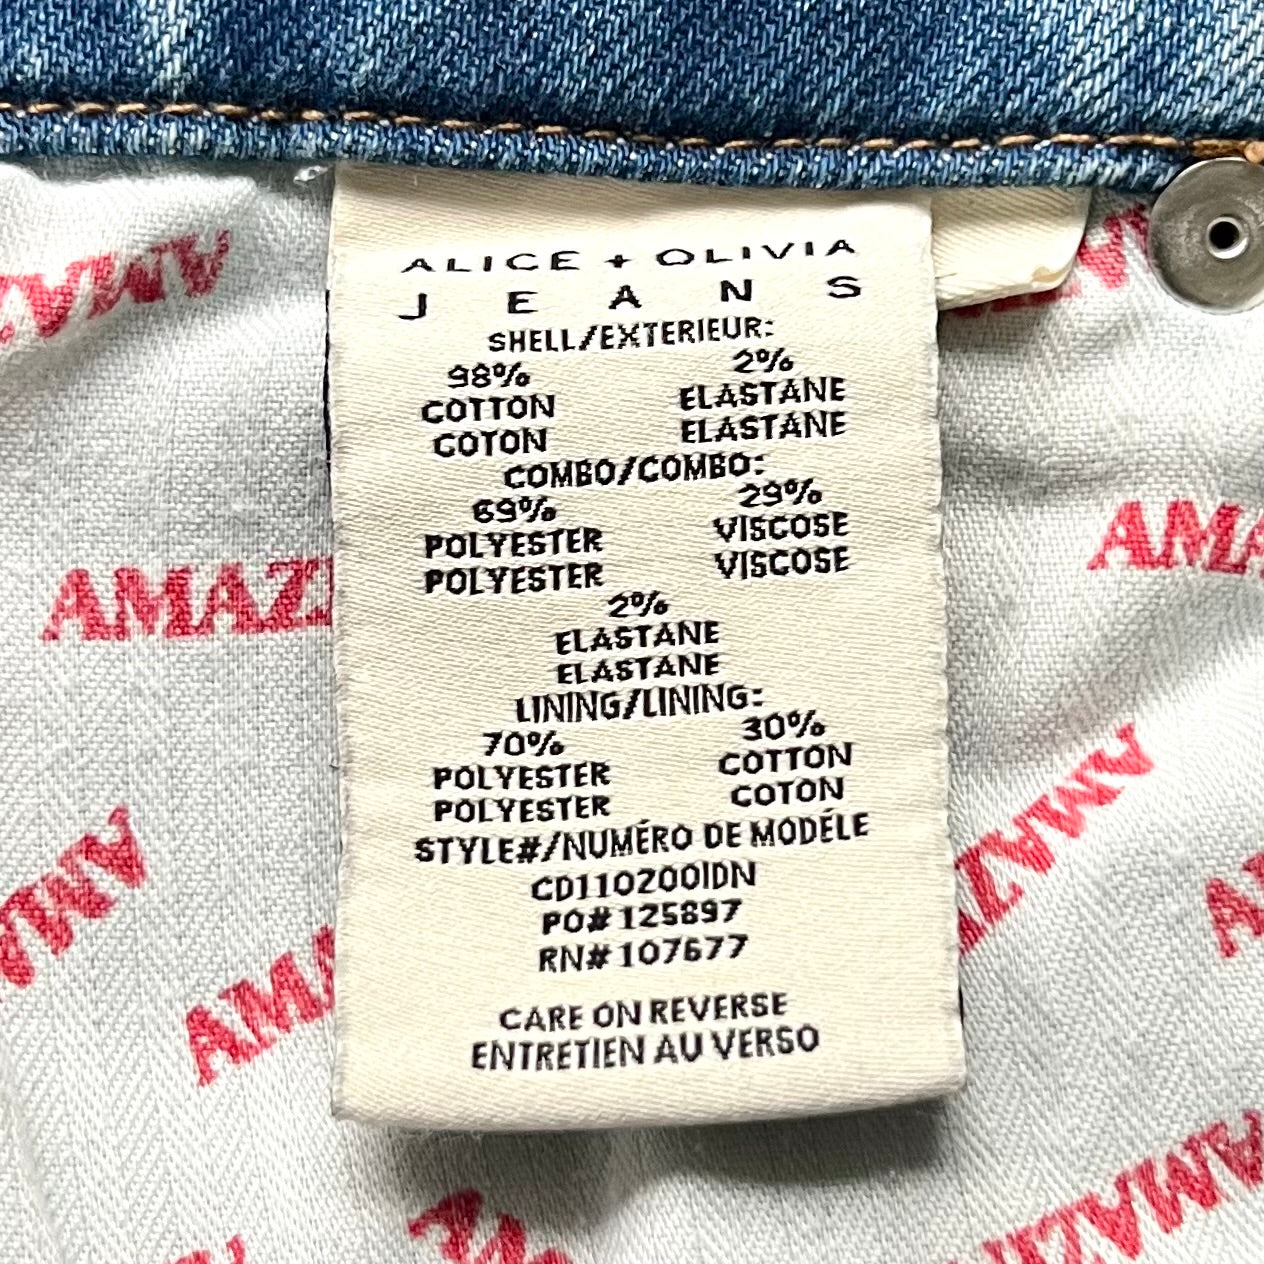 ALICE + OLIVIA
JEANS
SHELL/EXTERIEUR:
98% 2%
COTTON ELASTANE
COTON ELASTANE
COMBO/COMBO:
69% 29%
POLYESTER VISCOSE
POLYESTER VISCOSE
2%
ELASTANE
ELASTANE
LINING/LINING:
70% 30%
POLYESTER COTTON
POLYESTER COTON
STYLE#/NUMÉRO DE MODÉLE
CD110200IDN
PO# 125897
RN# 107677
CARE ON REVERSE
ENTRETIEN AU VERSO
AMAZI
AMAZI